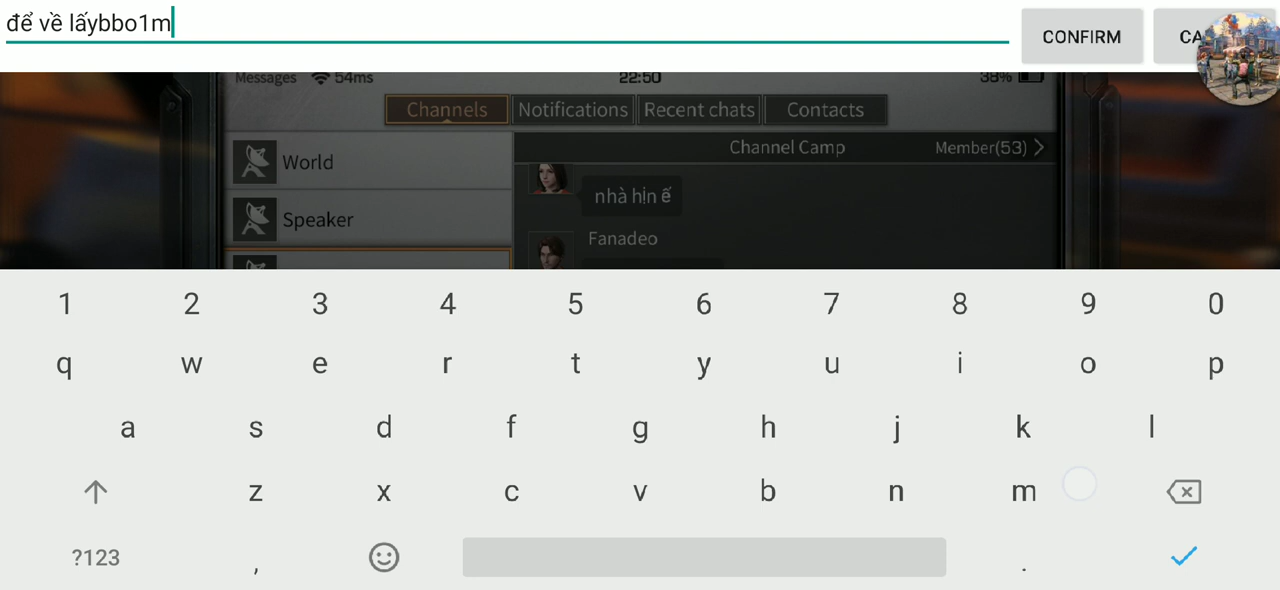 để về lấybbo1m
CONFIRM
Messages 54ms 22:50 38%
Channels Notifications Recent chats Contacts
World
Channel Camp Member(53)
nhà hịn ế
Speaker
Fanadeo
1 2 3 4 5 6 7 8 9 0
q w e r t y u i o p
a s d f g h j k l
z x c v b n m
?123 , .